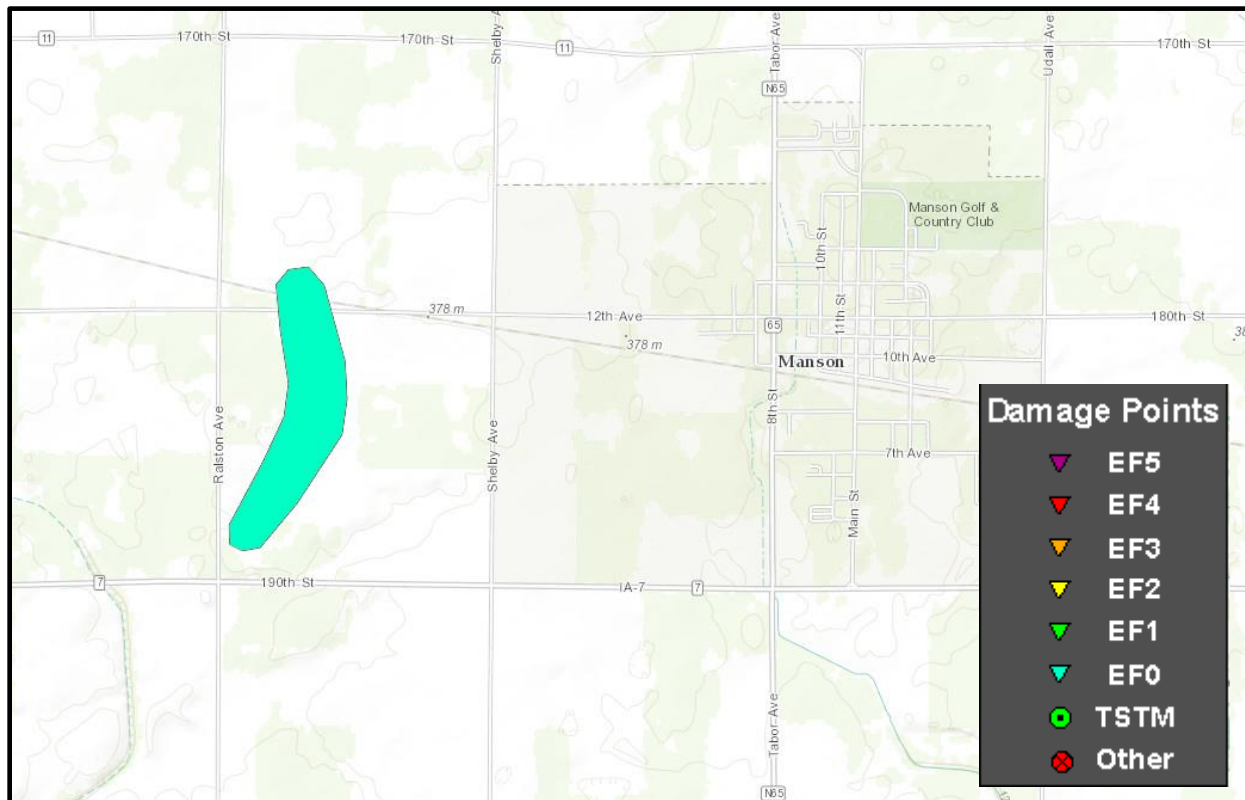 11
170th St
170th St
Shelby A
11
Tabor Ave
N65
Udall Ave
170th St
Manson Golf &
Country Club
10th St
11th St
378 m
12th Ave
378 m
65
180th St
38
Manson
10th Ave
Ralston Ave
Shelby Ave
8th St
7th Ave
Main St
7
190th St
IA-7
7
Tabor Ave
N65
Damage Points
EF5
EF4
EF3
EF2
EF1
EF0
TSTM
Other